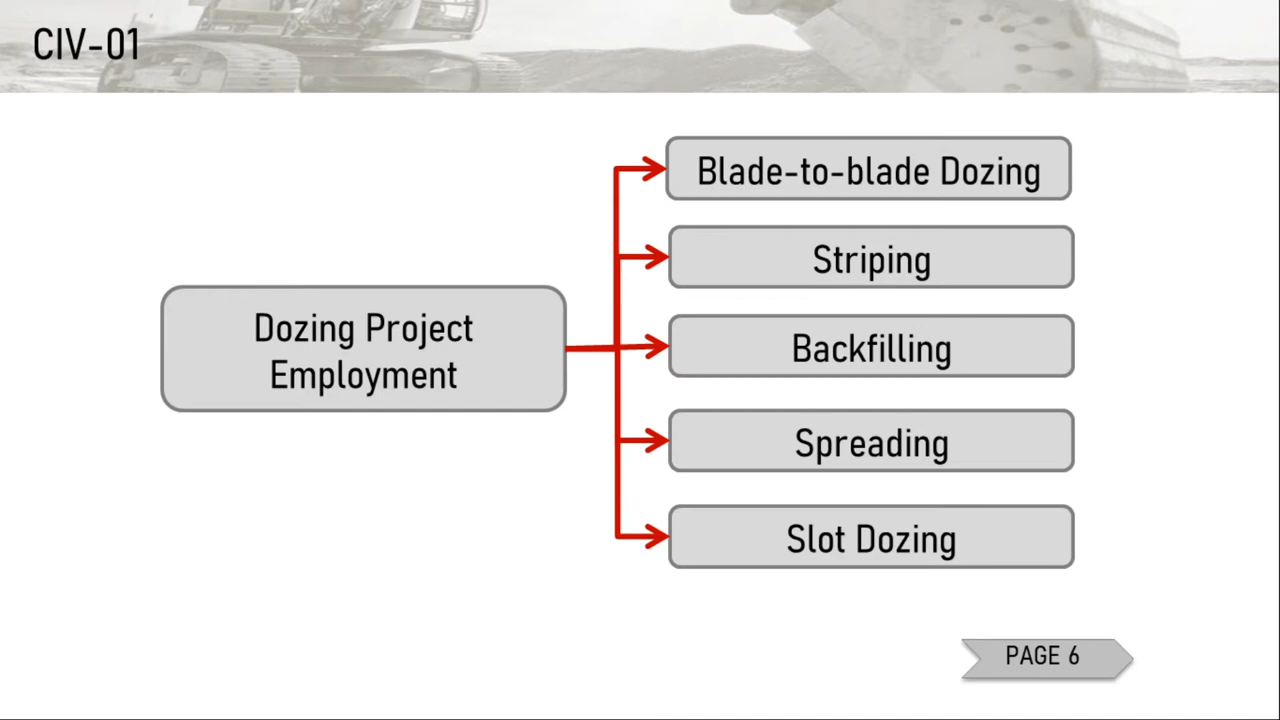 CIV-01
Blade-to-blade Dozing
Striping
Dozing Project
Employment
Backfilling
Spreading
Slot Dozing
PAGE 6